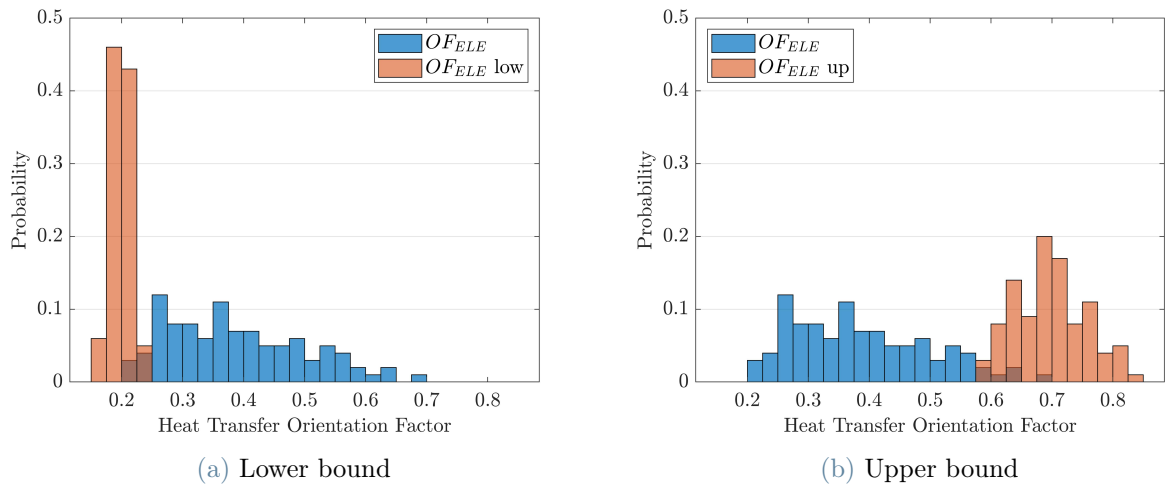 0.5
0.4
0.3
0.2
0.1
0
Probability
OF_ELE
OF_ELE low
0.2 0.3 0.4 0.5 0.6 0.7 0.8
Heat Transfer Orientation Factor
(a) Lower bound
0.5
0.4
0.3
0.2
0.1
0
Probability
OF_ELE
OF_ELE up
0.2 0.3 0.4 0.5 0.6 0.7 0.8
Heat Transfer Orientation Factor
(b) Upper bound